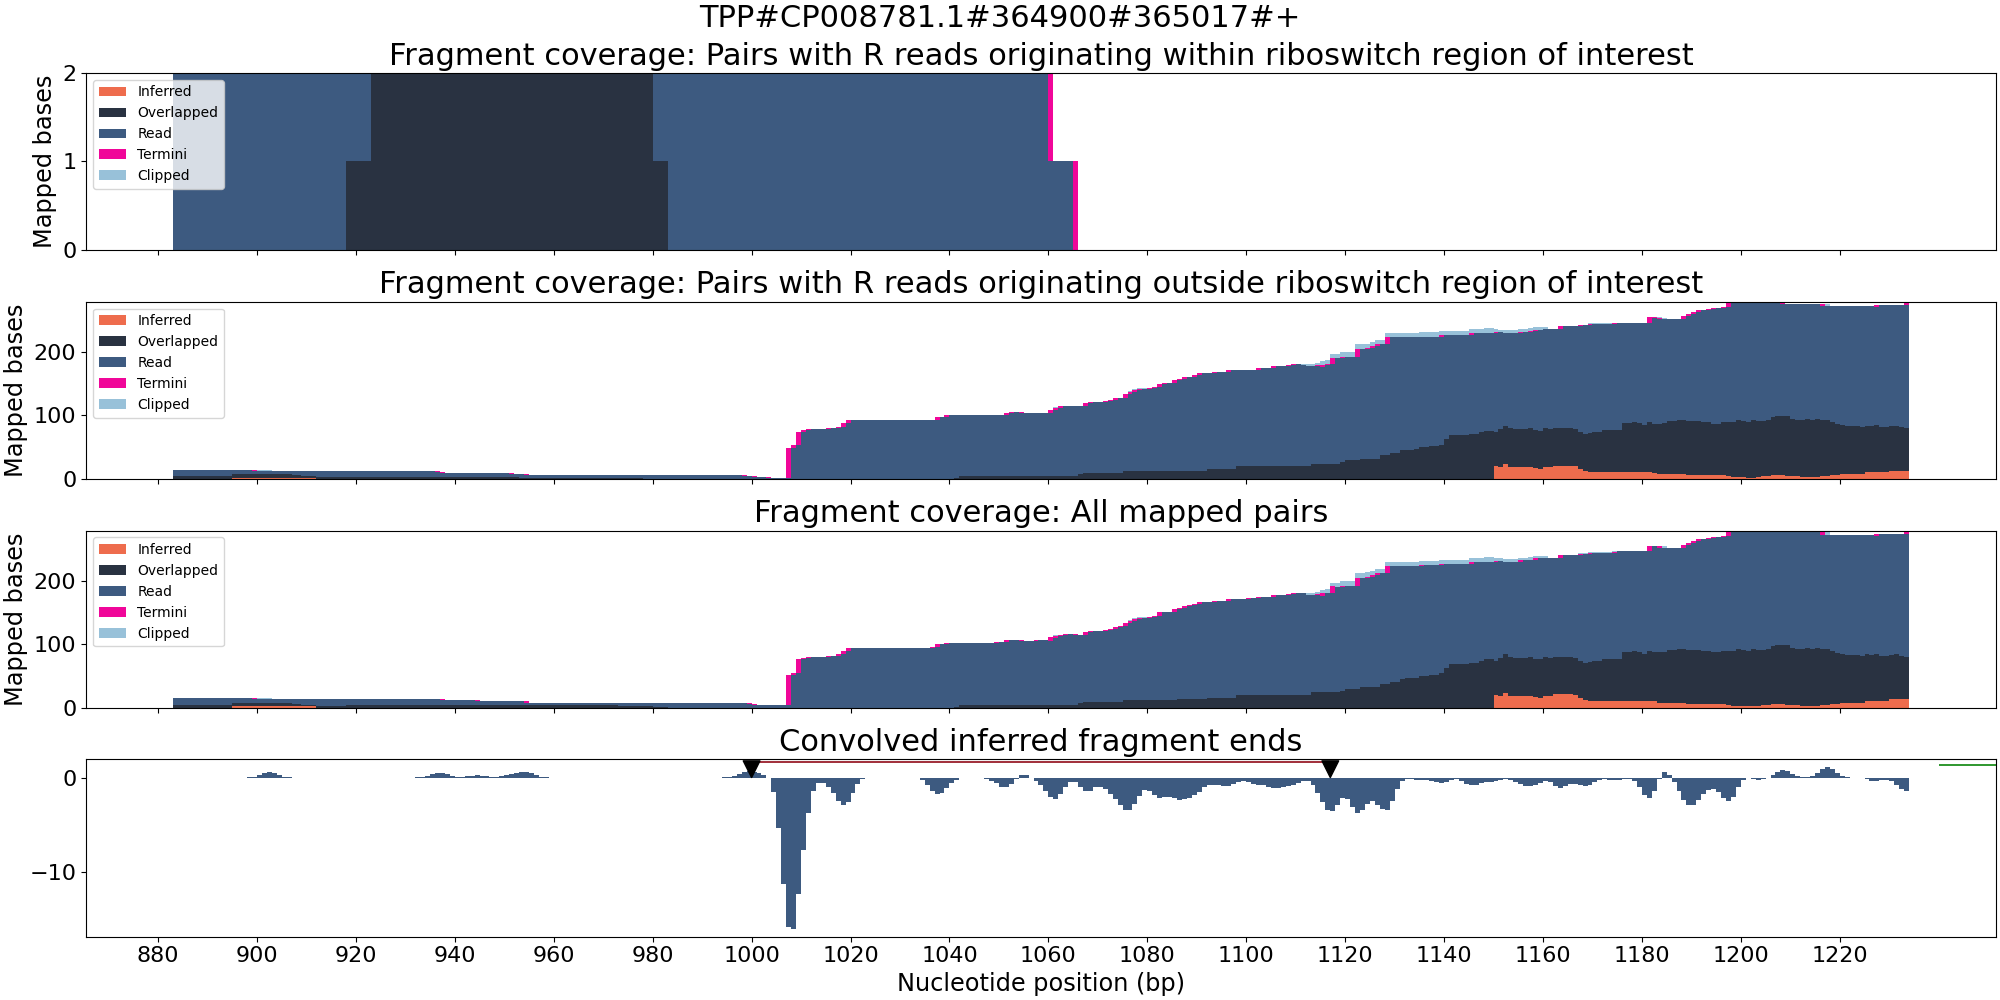 TPP#CP008781.1#364900#365017#+
Fragment coverage: Pairs with R reads originating within riboswitch region of interest
Mapped bases
2
1
0
Inferred
Overlapped
Read
Termini
Clipped
Fragment coverage: Pairs with R reads originating outside riboswitch region of interest
Mapped bases
200
100
0
Inferred
Overlapped
Read
Termini
Clipped
Fragment coverage: All mapped pairs
Mapped bases
200
100
0
Inferred
Overlapped
Read
Termini
Clipped
Convolved inferred fragment ends
0
−10
880 900 920 940 960 980 1000 1020 1040 1060 1080 1100 1120 1140 1160 1180 1200 1220
Nucleotide position (bp)